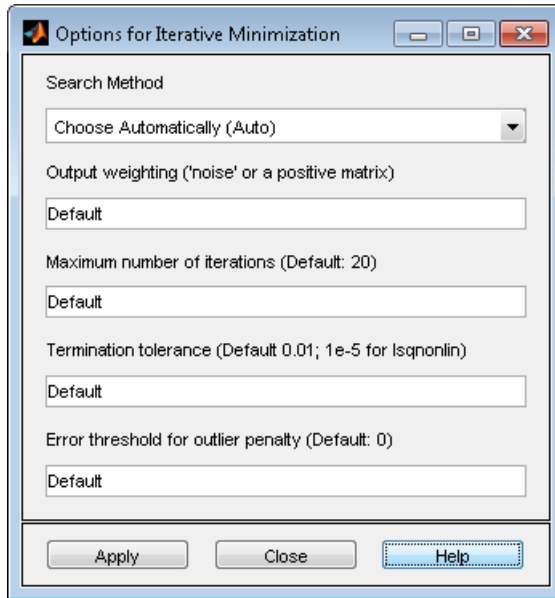 Options for Iterative Minimization
Search Method
Choose Automatically (Auto)
Output weighting ('noise' or a positive matrix)
Default
Maximum number of iterations (Default: 20)
Default
Termination tolerance (Default 0.01; 1e-5 for lsqnonlin)
Default
Error threshold for outlier penalty (Default: 0)
Default
Apply Close Help